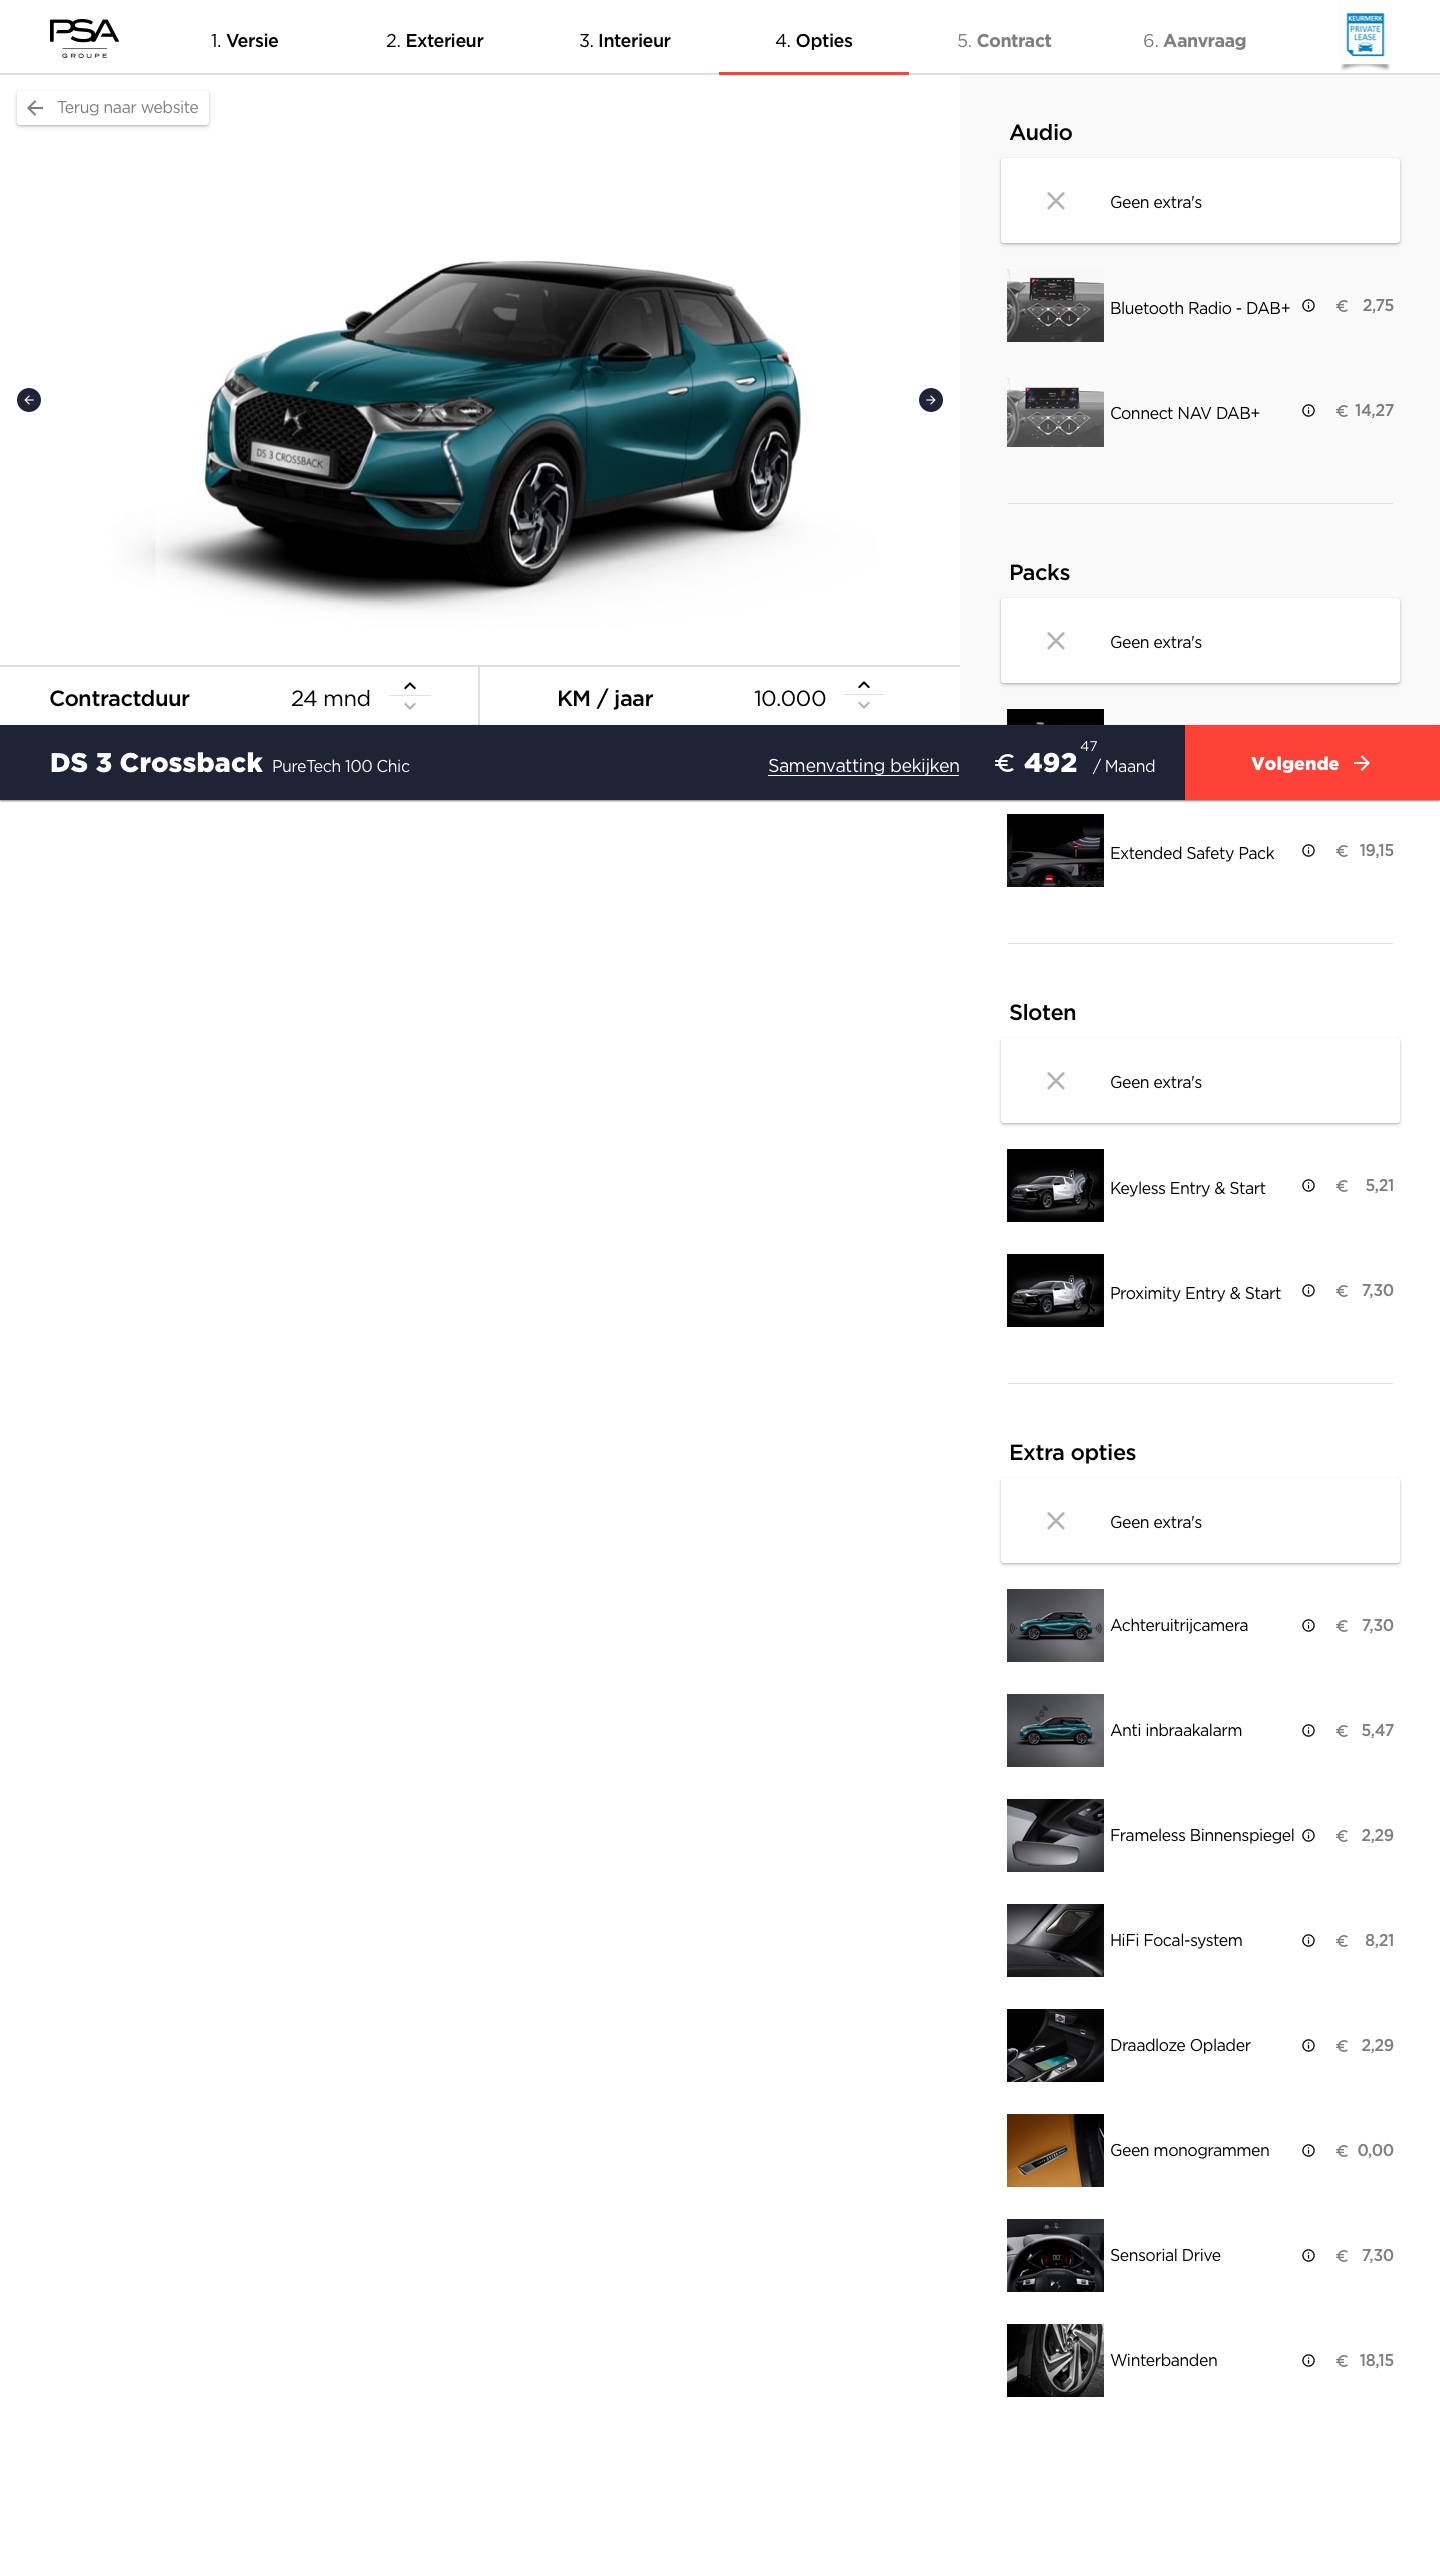 PSA
GROUPE
1. Versie
2. Exterieur
3. Interieur
4. Opties
5. Contract
6. Aanvraag
KEURMERK
PRIVATE
LEASE
Terug naar website
DS 3 CROSSBACK
Contractduur
24 mnd
KM / jaar
10.000
Audio
Geen extra's
Bluetooth Radio - DAB+ € 2,75
Connect NAV DAB+ € 14,27
Packs
Geen extra's
DS 3 Crossback PureTech 100 Chic
Samenvatting bekijken
€ 492 47 / Maand
Volgende
Extended Safety Pack € 19,15
Sloten
Geen extra's
Keyless Entry & Start € 5,21
Proximity Entry & Start € 7,30
Extra opties
Geen extra's
Achteruitrijcamera € 7,30
Anti inbraakalarm € 5,47
Frameless Binnenspiegel € 2,29
HiFi Focal-system € 8,21
Draadloze Oplader € 2,29
Geen monogrammen € 0,00
Sensorial Drive € 7,30
Winterbanden € 18,15